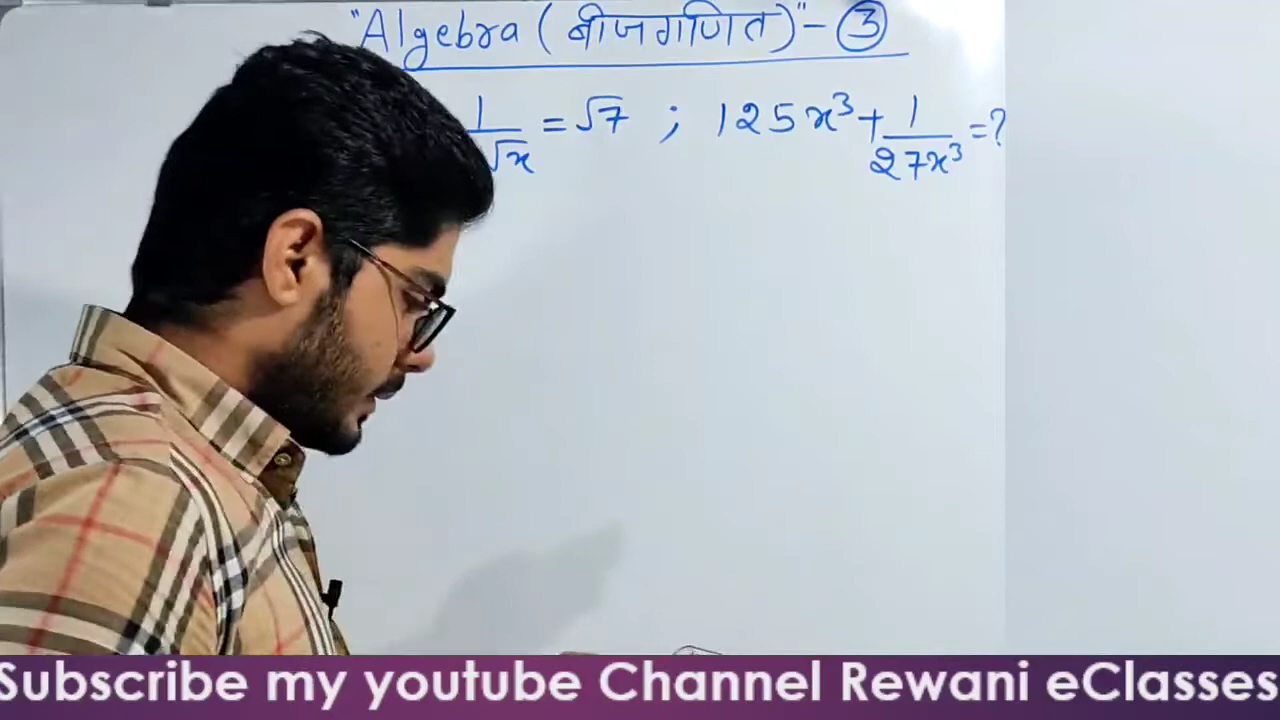 "Algebra (बीजगणित)" - ③
1/√x = √7 ; 125x³ + 1/27x³ = ?
Subscribe my youtube Channel Rewani eClasses